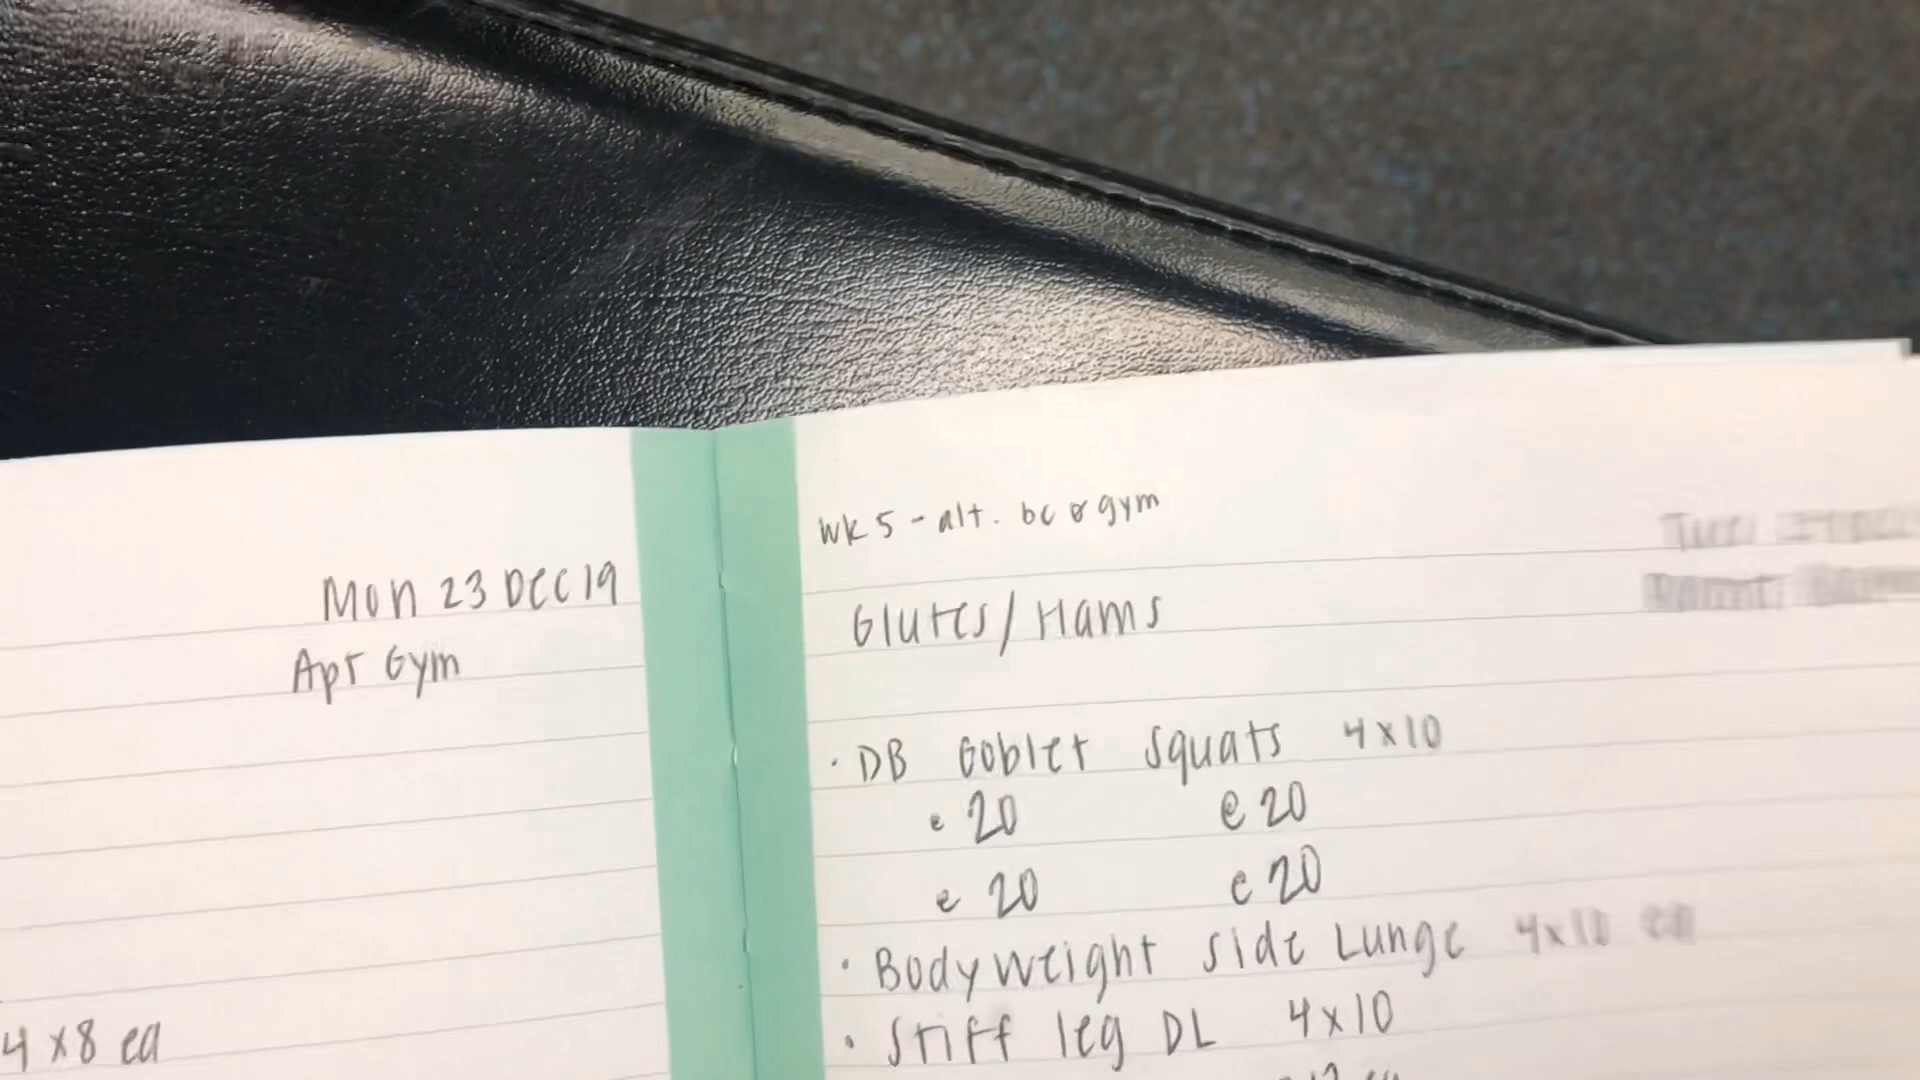 Mon 23 DEC 19
Apt Gym
4 x 8 ea
wk 5 - alt. bc @ gym
Glutes/Hams
· DB Goblet Squats 4x10
@ 20 @ 20
@ 20 @ 20
· Bodyweight Side Lunge
· Stiff leg DL 4x10